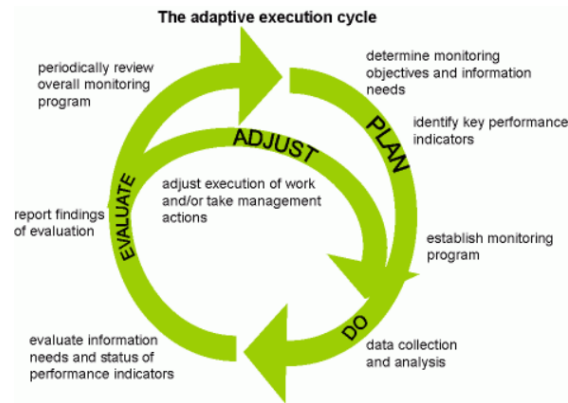 The adaptive execution cycle
periodically review
overall monitoring
program
determine monitoring
objectives and information
needs
PLAN
identify key performance
indicators
ADJUST
adjust execution of work
and/or take management
actions
EVALUATE
report findings
of evaluation
establish monitoring
program
DO
data collection
and analysis
evaluate information
needs and status of
performance indicators